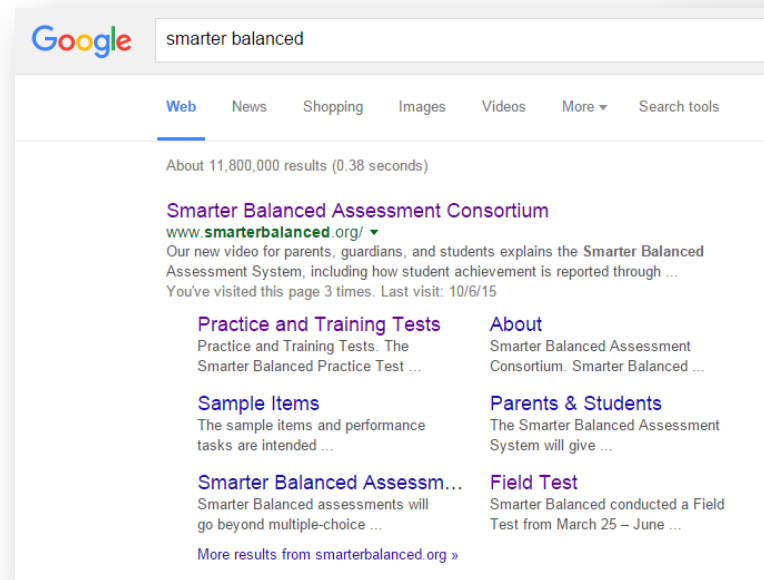 Google
smarter balanced
Web News Shopping Images Videos More Search tools
About 11,800,000 results (0.38 seconds)
Smarter Balanced Assessment Consortium
www.smarterbalanced.org/
Our new video for parents, guardians, and students explains the Smarter Balanced
Assessment System, including how student achievement is reported through ...
You've visited this page 3 times. Last visit: 10/6/15
Practice and Training Tests
Practice and Training Tests. The
Smarter Balanced Practice Test ...
About
Smarter Balanced Assessment
Consortium. Smarter Balanced ...
Sample Items
The sample items and performance
tasks are intended ...
Parents & Students
The Smarter Balanced Assessment
System will give ...
Smarter Balanced Assessm...
Smarter Balanced assessments will
go beyond multiple-choice ...
Field Test
Smarter Balanced conducted a Field
Test from March 25 – June ...
More results from smarterbalanced.org »